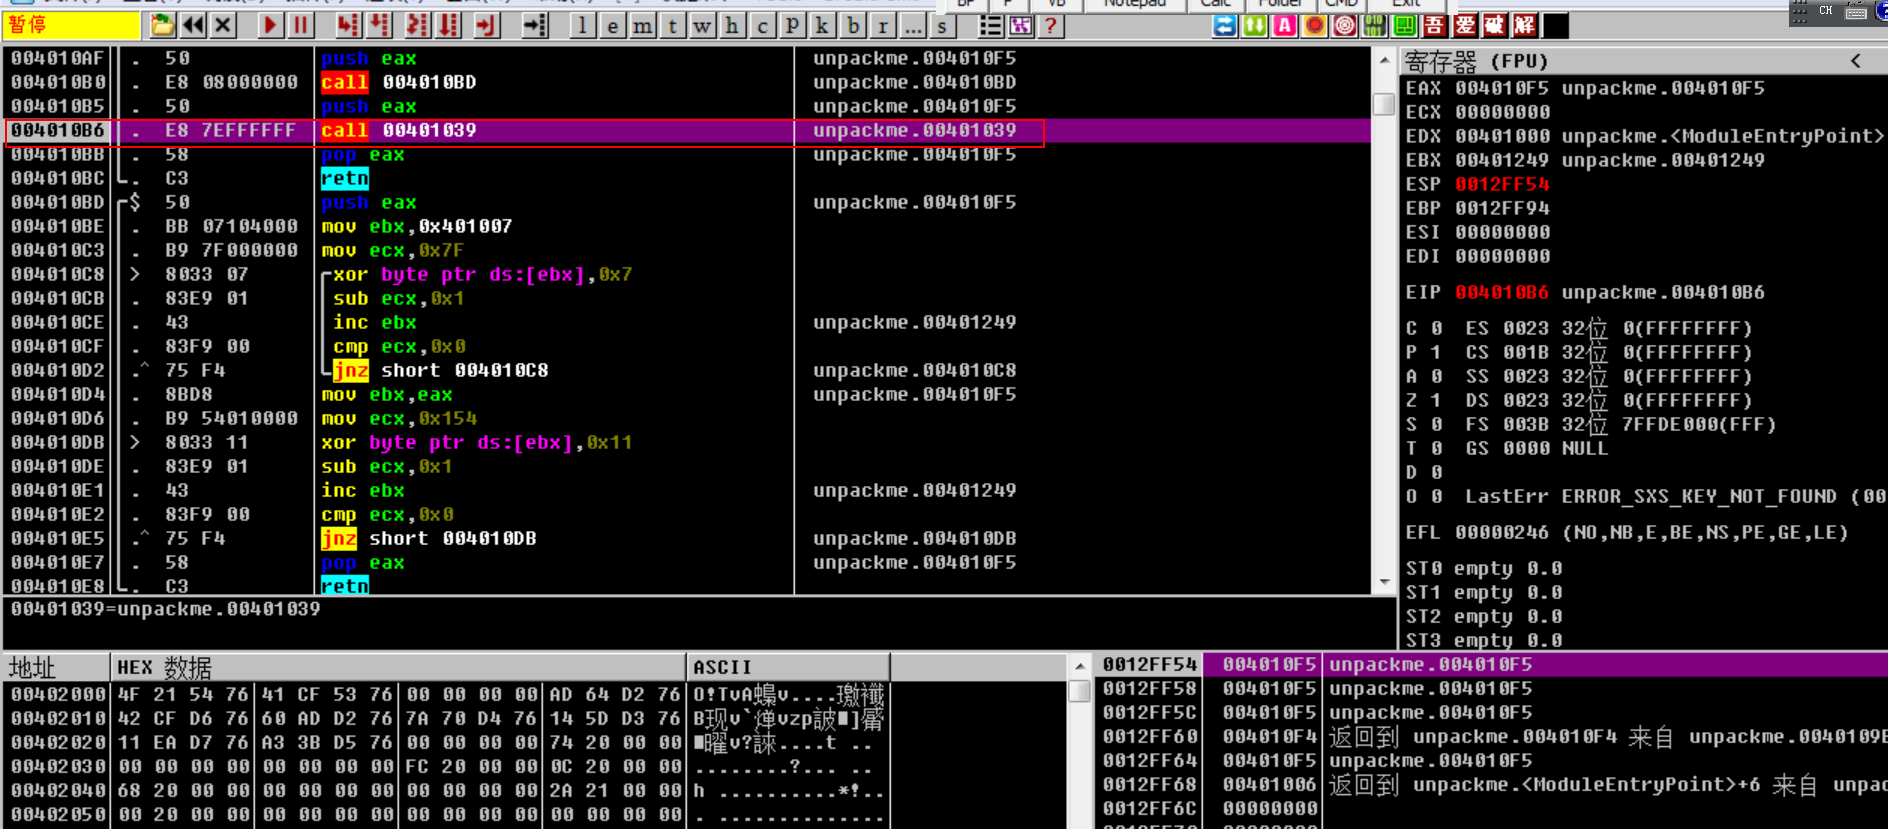 BP P VB Notepad Calc Folder CMD Exit
CH
暂停
l e m t w h c p k b r ... s
? A 吾 爱 破 解
004010AF . 50 push eax unpackme.004010F5
004010B0 . E8 08000000 call 004010BD unpackme.004010BD
004010B5 . 50 push eax unpackme.004010F5
004010B6 . E8 7EFFFFFF call 00401039 unpackme.00401039
004010BB . 58 pop eax unpackme.004010F5
004010BC . C3 retn
004010BD $ 50 push eax unpackme.004010F5
004010BE . BB 07104000 mov ebx,0x401007
004010C3 . B9 7F000000 mov ecx,0x7F
004010C8 > 8033 07 xor byte ptr ds:[ebx],0x7
004010CB . 83E9 01 sub ecx,0x1
004010CE . 43 inc ebx unpackme.00401249
004010CF . 83F9 00 cmp ecx,0x0
004010D2 .^ 75 F4 jnz short 004010C8 unpackme.004010C8
004010D4 . 8BD8 mov ebx,eax unpackme.004010F5
004010D6 . B9 54010000 mov ecx,0x154
004010DB > 8033 11 xor byte ptr ds:[ebx],0x11
004010DE . 83E9 01 sub ecx,0x1
004010E1 . 43 inc ebx unpackme.00401249
004010E2 . 83F9 00 cmp ecx,0x0
004010E5 .^ 75 F4 jnz short 004010DB unpackme.004010DB
004010E7 . 58 pop eax unpackme.004010F5
004010E8 . C3 retn
00401039=unpackme.00401039
寄存器 (FPU) <
EAX 004010F5 unpackme.004010F5
ECX 00000000
EDX 00401000 unpackme.<ModuleEntryPoint>
EBX 00401249 unpackme.00401249
ESP 0012FF54
EBP 0012FF94
ESI 00000000
EDI 00000000
EIP 004010B6 unpackme.004010B6
C 0 ES 0023 32位 0(FFFFFFFF)
P 1 CS 001B 32位 0(FFFFFFFF)
A 0 SS 0023 32位 0(FFFFFFFF)
Z 1 DS 0023 32位 0(FFFFFFFF)
S 0 FS 003B 32位 7FFDE000(FFF)
T 0 GS 0000 NULL
D 0
O 0 LastErr ERROR_SXS_KEY_NOT_FOUND (00
EFL 00000246 (NO,NB,E,BE,NS,PE,GE,LE)
ST0 empty 0.0
ST1 empty 0.0
ST2 empty 0.0
ST3 empty 0.0
地址 HEX 数据 ASCII
00402000 4F 21 54 76 41 CF 53 76 00 00 00 00 AD 64 D2 76
00402010 42 CF D6 76 60 AD D2 76 7A 70 D4 76 14 5D D3 76
00402020 11 EA D7 76 A3 3B D5 76 00 00 00 00 74 20 00 00
00402030 00 00 00 00 00 00 00 00 FC 20 00 00 0C 20 00 00 ........?... ..
00402040 68 20 00 00 00 00 00 00 00 00 00 00 2A 21 00 00 h ..........*!..
00402050 00 20 00 00 00 00 00 00 00 00 00 00 00 00 00 00 . ..............
0012FF54 004010F5 unpackme.004010F5
0012FF58 004010F5 unpackme.004010F5
0012FF5C 004010F5 unpackme.004010F5
0012FF60 004010F4 返回到 unpackme.004010F4 来自 unpackme.0040109E
0012FF64 004010F5 unpackme.004010F5
0012FF68 00401006 返回到 unpackme.<ModuleEntryPoint>+6 来自 unpac
0012FF6C 00000000